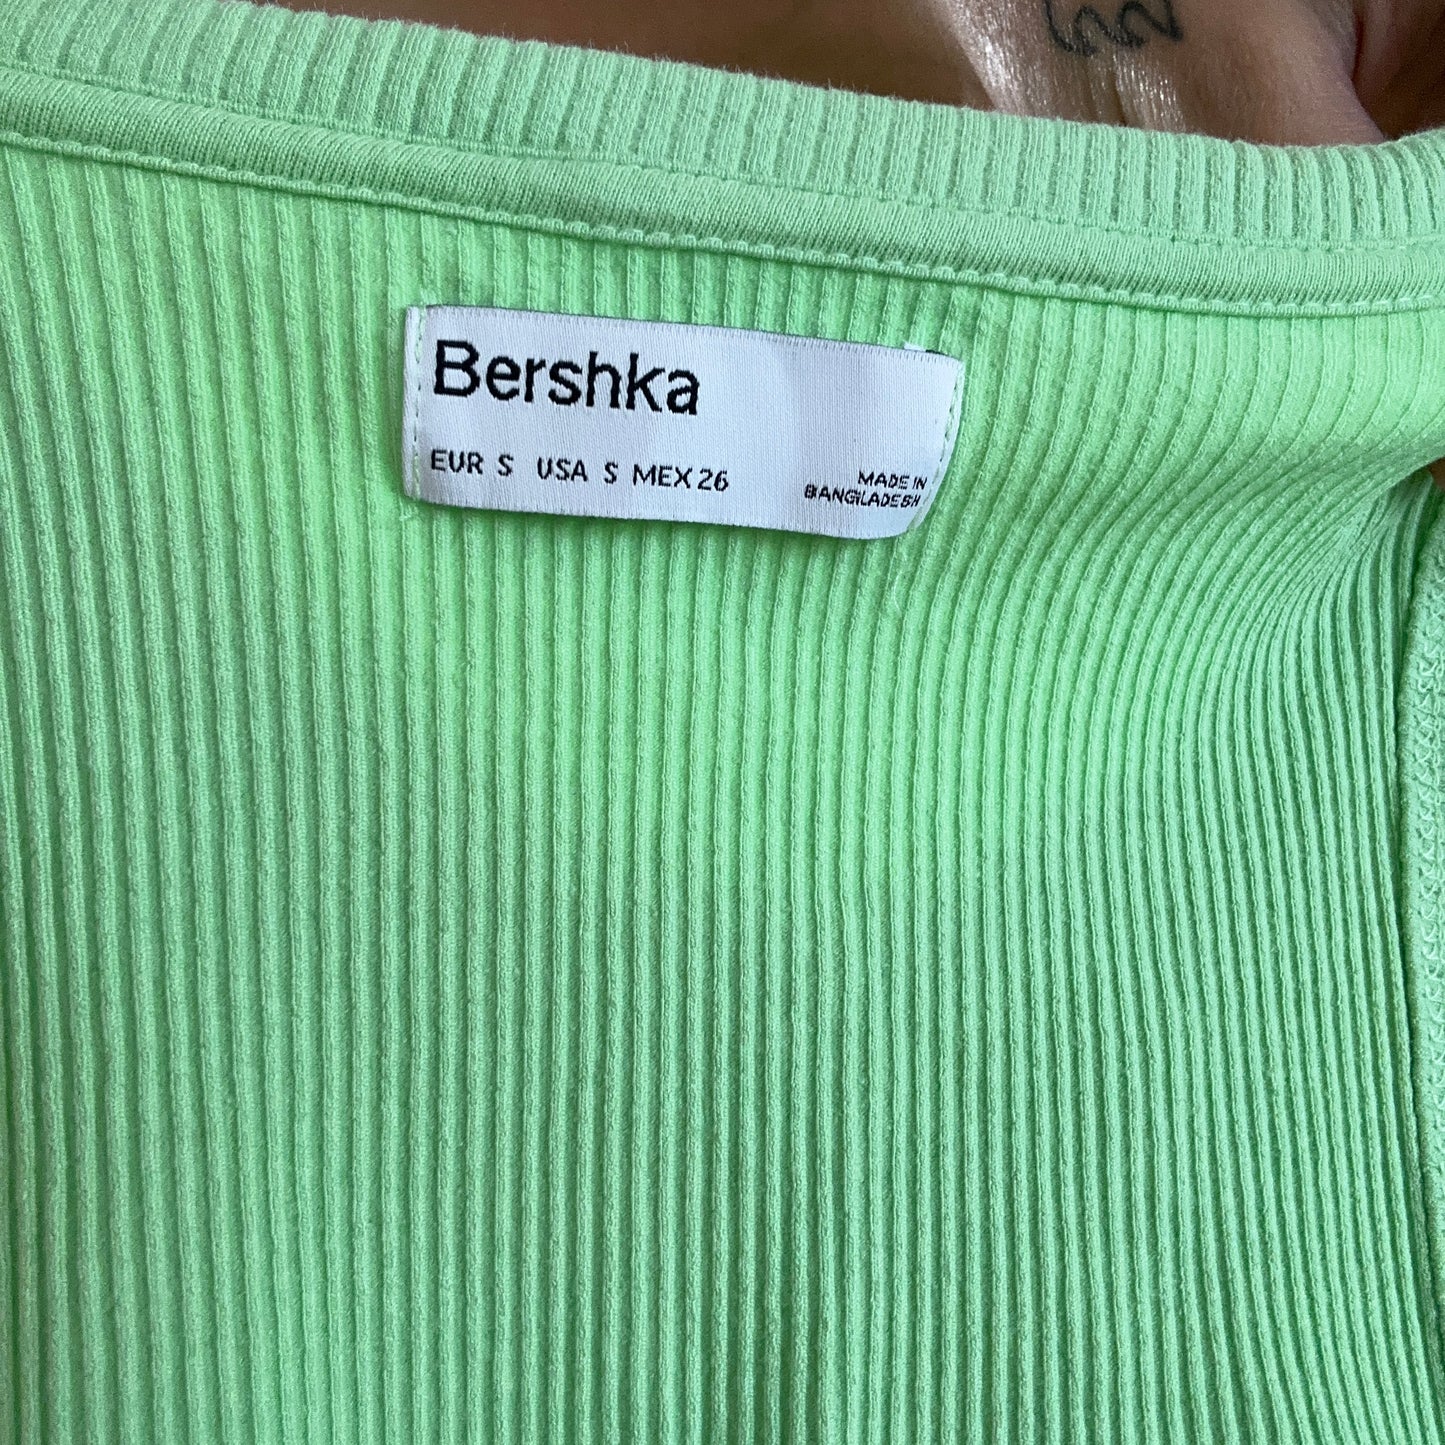 Bershka
EUR S USA S MEX 26
MADE IN
BANGLADESH